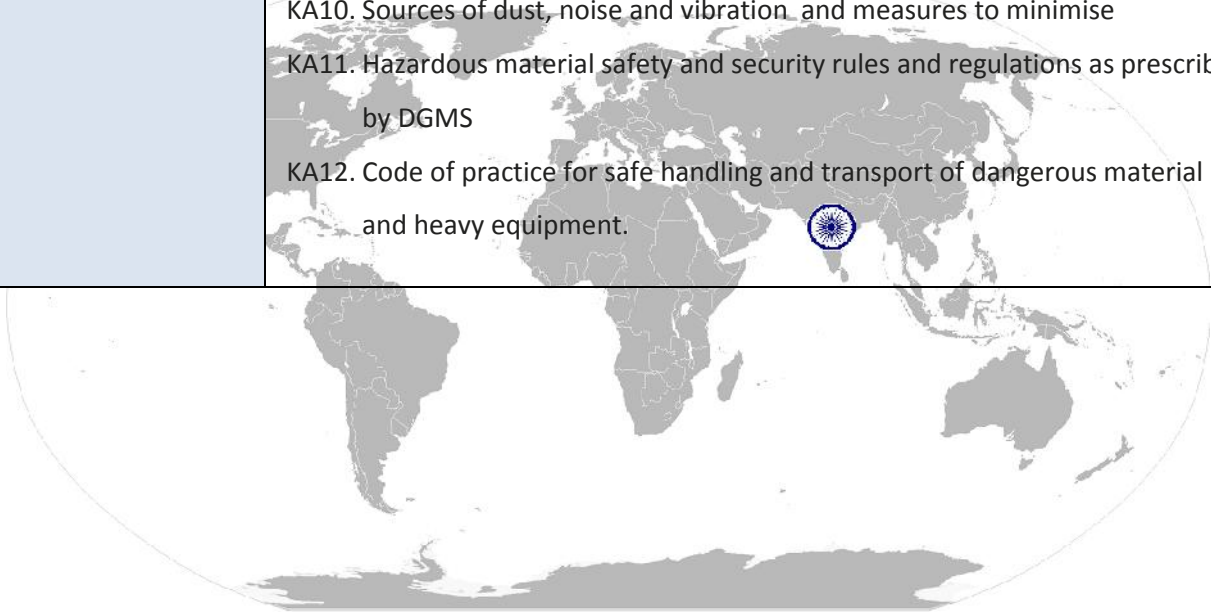 KA10. Sources of dust, noise and vibration and measures to minimise
KA11. Hazardous material safety and security rules and regulations as prescrib
by DGMS
KA12. Code of practice for safe handling and transport of dangerous material
and heavy equipment.